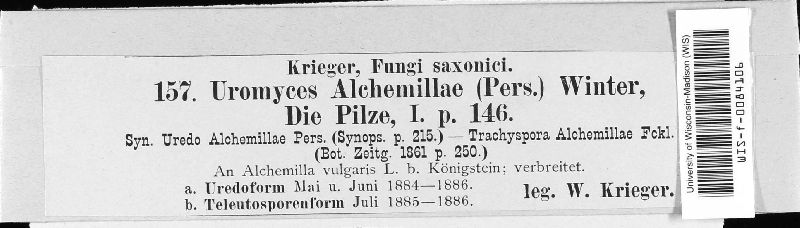 Krieger, Fungi saxonici.
157. Uromyces Alchemillae (Pers.) Winter,
Die Pilze, I. p. 146.
Syn. Uredo Alchemillae Pers. (Synops. p. 215.) — Trachyspora Alchemillae Fckl.
(Bot. Zeitg. 1861 p. 250.)
An Alchemilla vulgaris L. b. Königstein; verbreitet.
a. Uredoform Mai u. Juni 1884—1886.
b. Teleutosporenform Juli 1885—1886.
leg. W. Krieger.
University of Wisconsin-Madison (WIS)
WIS-f-0084106